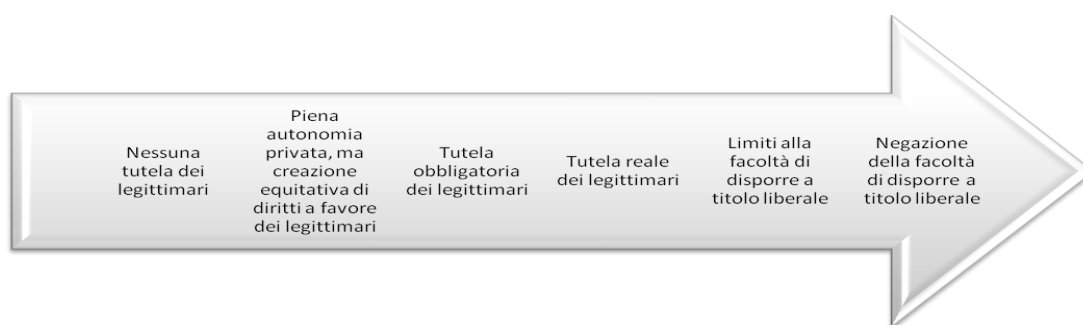 Nessuna
tutela dei
legittimari
Piena
autonomia
privata, ma
creazione
equitativa di
diritti a favore
dei legittimari
Tutela
obbligatoria
dei legittimari
Tutela reale
dei legittimari
Limiti alla
facoltà di
disporre a
titolo liberale
Negazione
della facoltà
di disporre a
titolo liberale